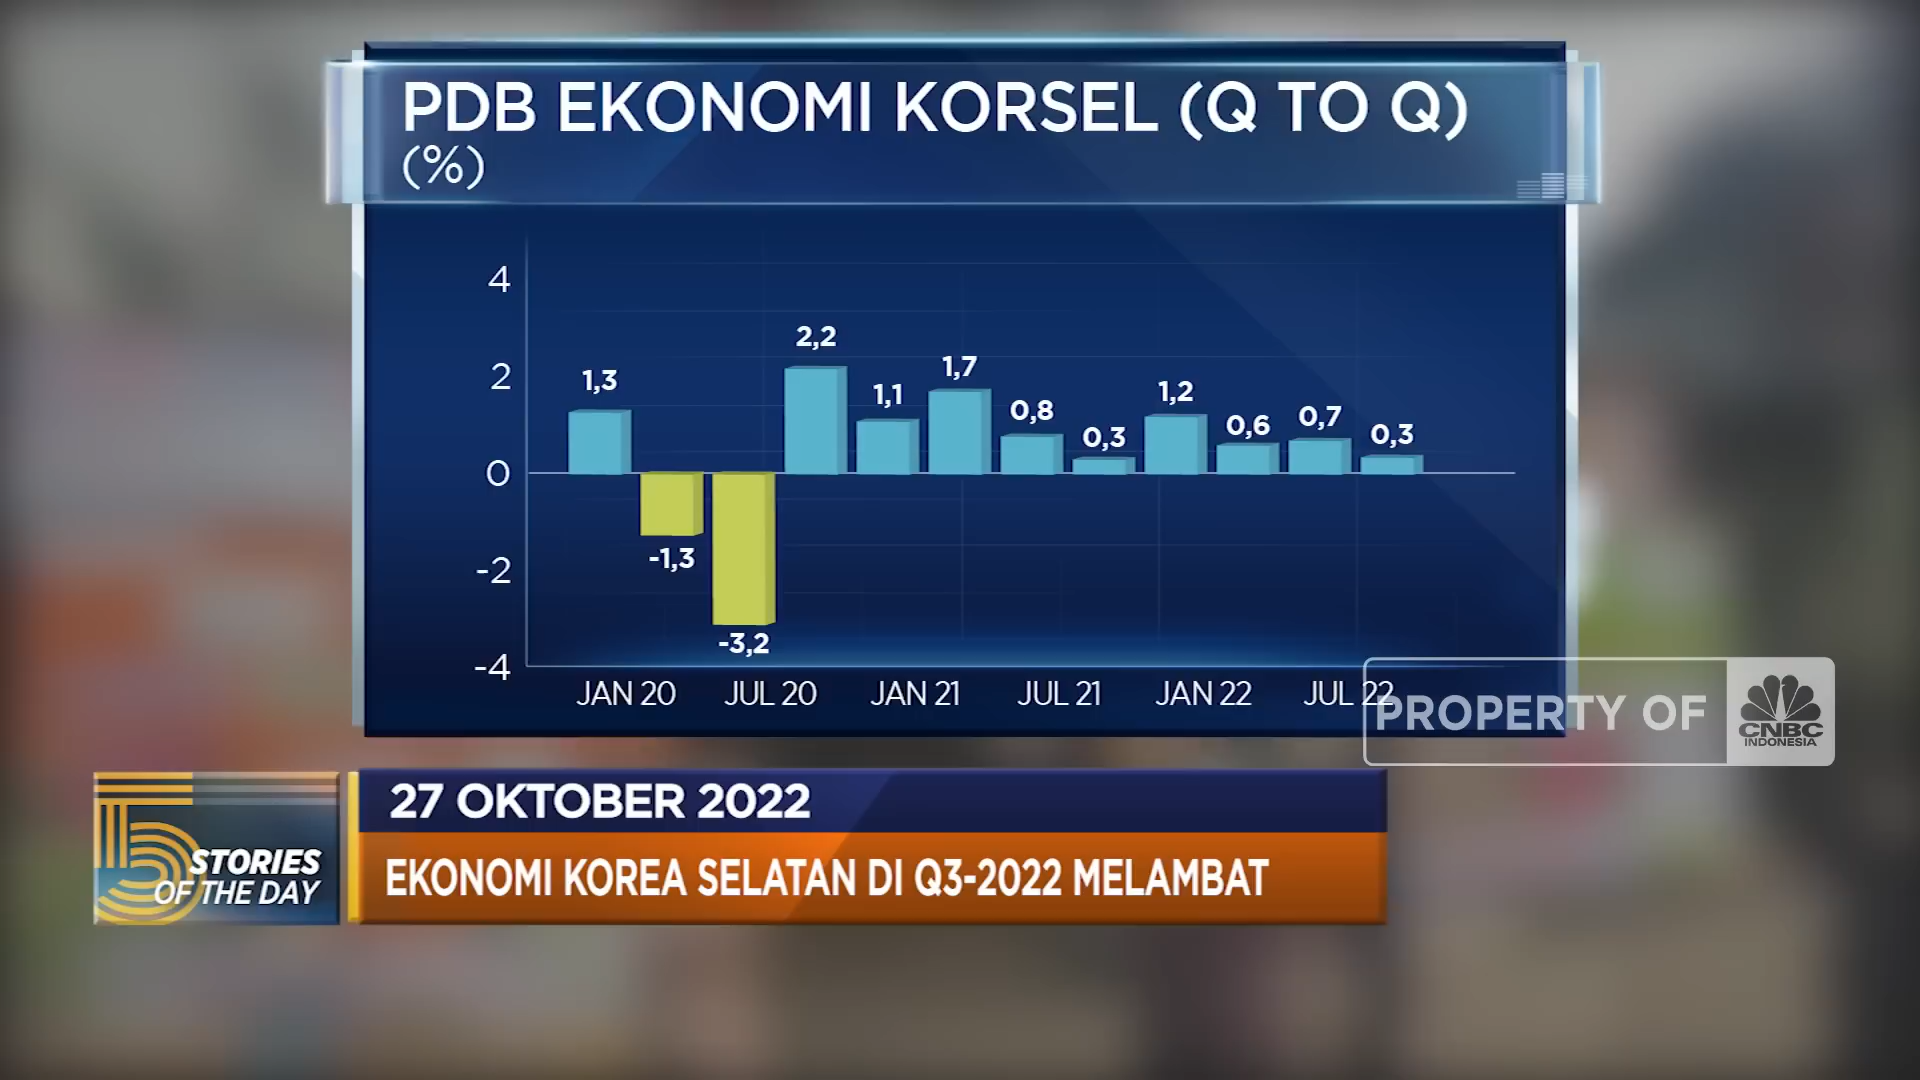 PDB EKONOMI KORSEL (Q TO Q)
(%)
4
2
0
-2
-4
1,3
-1,3
-3,2
2,2
1,1
1,7
0,8
0,3
1,2
0,6
0,7
0,3
JAN 20 JUL 20 JAN 21 JUL 21 JAN 22 JUL 22
PROPERTY OF
CNBC
INDONESIA
27 OKTOBER 2022
EKONOMI KOREA SELATAN DI Q3-2022 MELAMBAT
5
STORIES
OF THE DAY